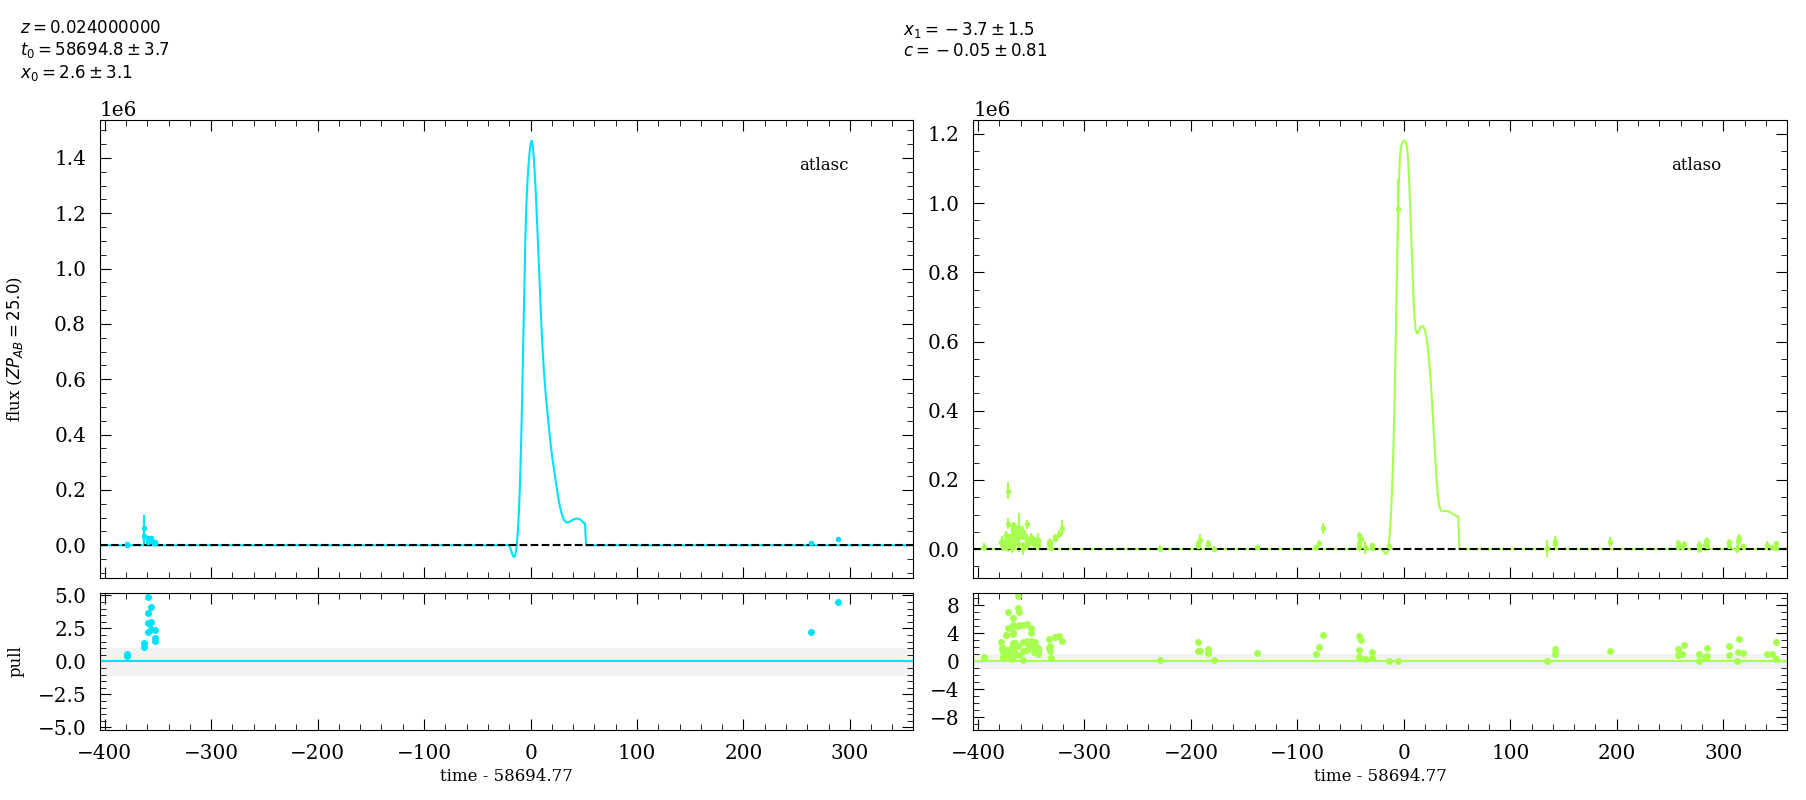 z = 0.024000000
t₀ = 58694.8 ± 3.7
x₀ = 2.6 ± 3.1
x₁ = −3.7 ± 1.5
c = −0.05 ± 0.81
1e6
atlasc
1.4
1.2
1.0
0.8
0.6
0.4
0.2
0.0
flux (ZP_AB = 25.0)
5.0
2.5
0.0
−2.5
−5.0
pull
−400 −300 −200 −100 0 100 200 300
time - 58694.77
1e6
atlaso
1.2
1.0
0.8
0.6
0.4
0.2
0.0
8
4
0
−4
−8
−400 −300 −200 −100 0 100 200 300
time - 58694.77